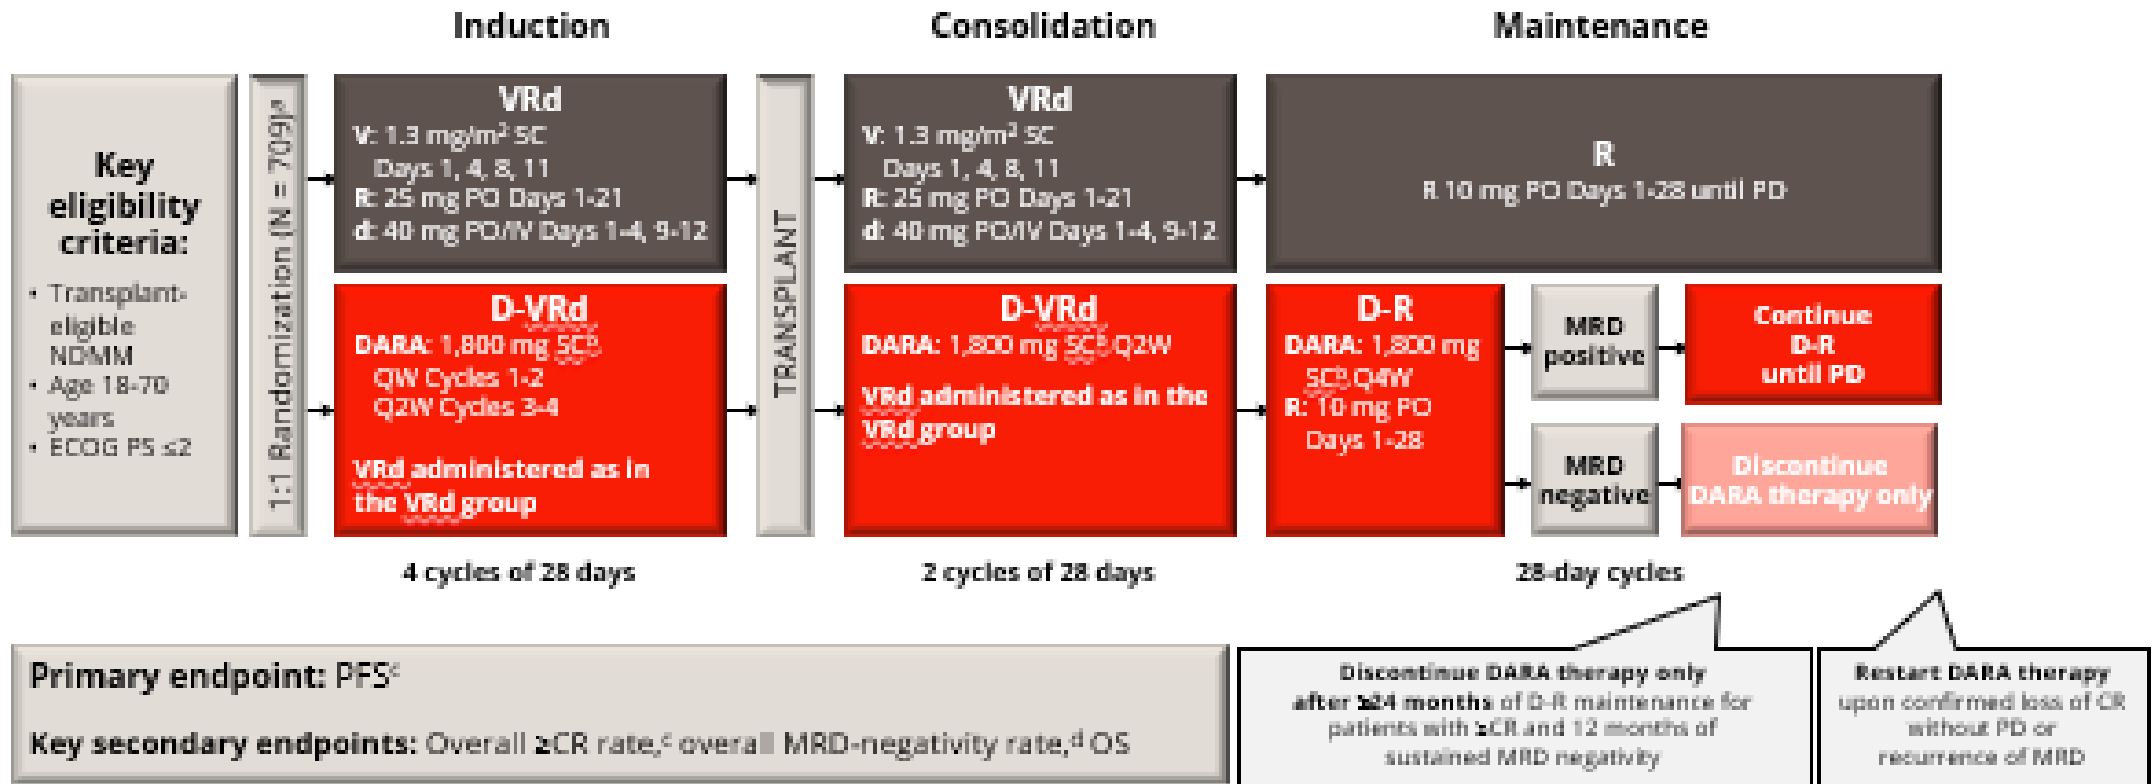 Induction
Consolidation
Maintenance
Key
eligibility
criteria:
• Transplant-
eligible
NDMM
• Age 18-70
years
• ECOG PS ≤2
1:1 Randomization (N = 709)ᵃ
VRd
V: 1.3 mg/m² SC
Days 1, 4, 8, 11
R: 25 mg PO Days 1-21
d: 40 mg PO/IV Days 1-4, 9-12
D-VRd
DARA: 1,800 mg SCᵇ
QW Cycles 1-2
Q2W Cycles 3-4
VRd administered as in
the VRd group
4 cycles of 28 days
TRANSPLANT
VRd
V: 1.3 mg/m² SC
Days 1, 4, 8, 11
R: 25 mg PO Days 1-21
d: 40 mg PO/IV Days 1-4, 9-12
D-VRd
DARA: 1,800 mg SCᵇ Q2W
VRd administered as in the
VRd group
2 cycles of 28 days
R
R 10 mg PO Days 1-28 until PD
D-R
DARA: 1,800 mg
SCᵇ Q4W
R: 10 mg PO
Days 1-28
MRD
positive
Continue
D-R
until PD
MRD
negative
Discontinue
DARA therapy only
28-day cycles
Primary endpoint: PFSᶜ
Key secondary endpoints: Overall ≥CR rate,ᶜ overall MRD-negativity rate,ᵈ OS
Discontinue DARA therapy only
after ≥24 months of D-R maintenance for
patients with ≥CR and 12 months of
sustained MRD negativity
Restart DARA therapy
upon confirmed loss of CR
without PD or
recurrence of MRD